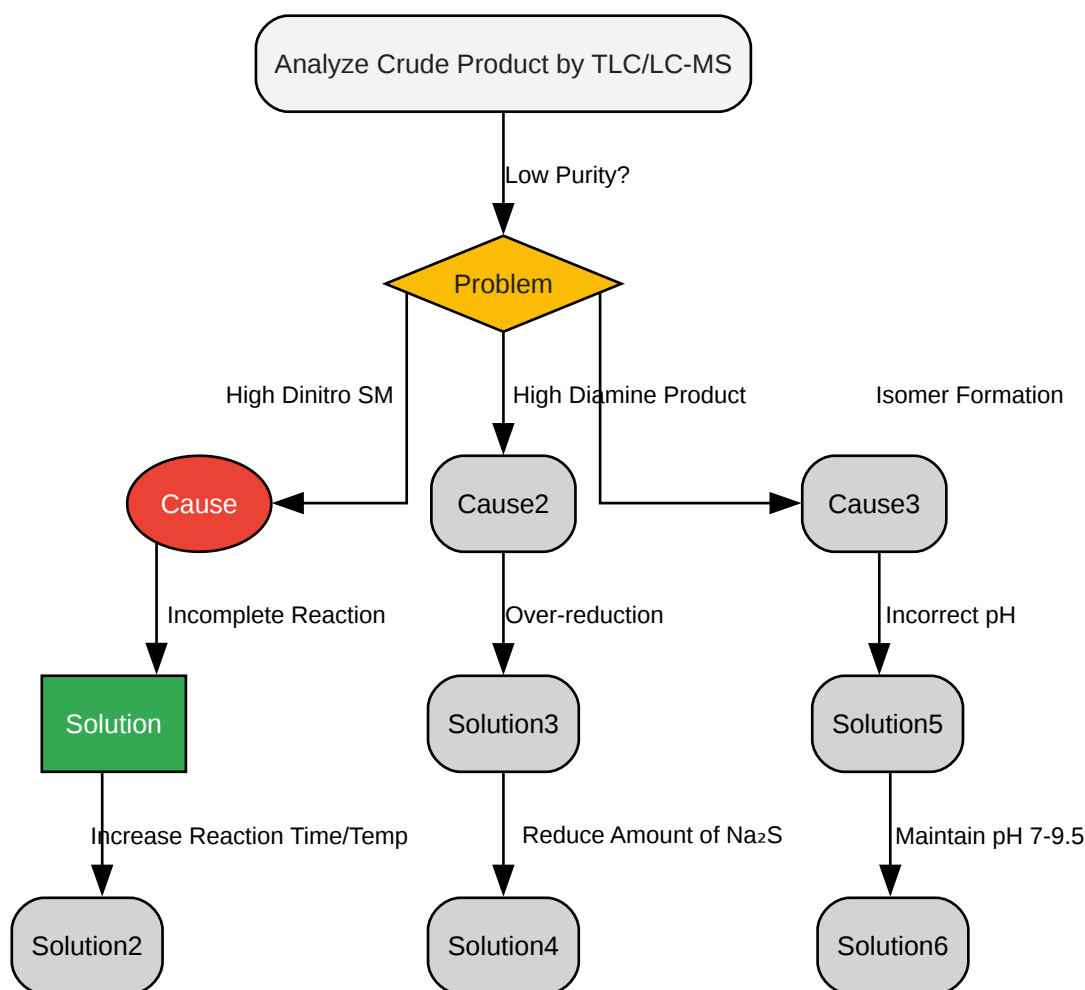 Analyze Crude Product by TLC/LC-MS
Low Purity?
Problem
High Dinitro SM
High Diamine Product
Isomer Formation
Cause
Cause2
Cause3
Incomplete Reaction
Over-reduction
Incorrect pH
Solution
Solution3
Solution5
Increase Reaction Time/Temp
Reduce Amount of Na₂S
Maintain pH 7-9.5
Solution2
Solution4
Solution6